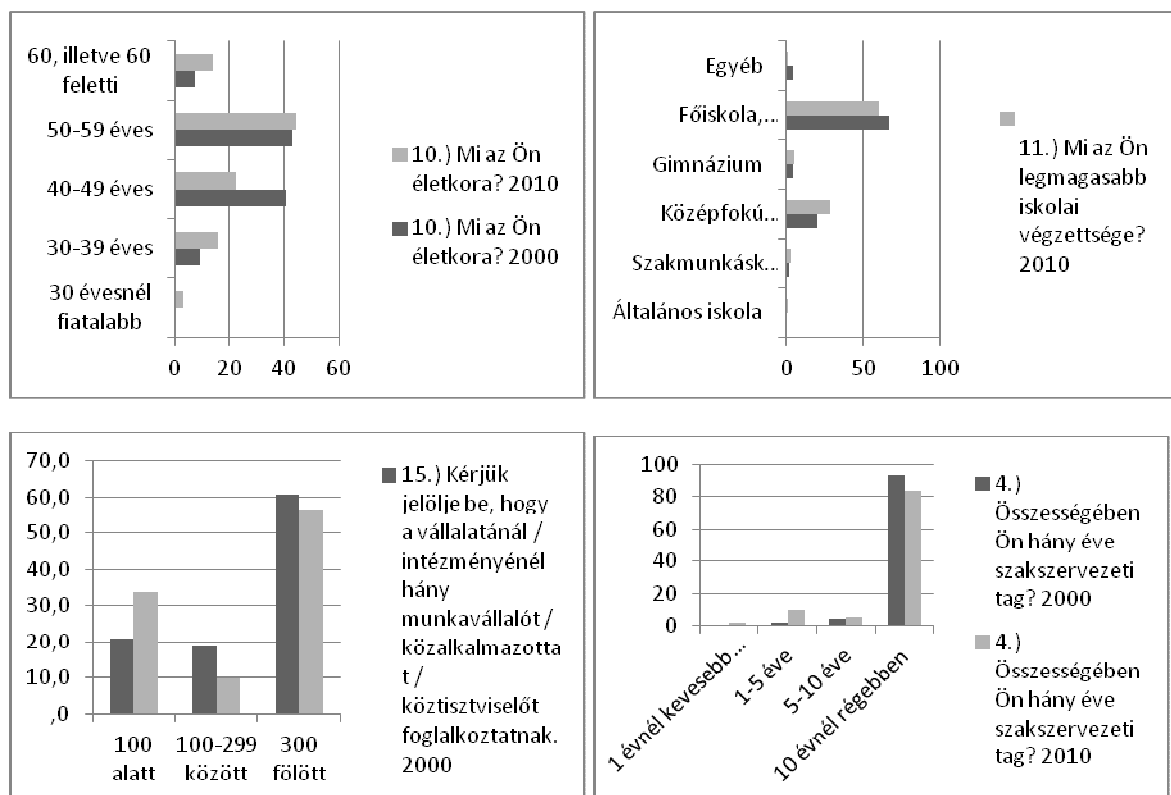 60, illetve 60
feletti
50-59 éves
40-49 éves
30-39 éves
30 évesnél
fiatalabb
0 20 40 60
10.) Mi az Ön
életkora? 2010
10.) Mi az Ön
életkora? 2000
Egyéb
Főiskola,...
Gimnázium
Középfokú...
Szakmunkásk...
Általános iskola
0 50 100
11.) Mi az Ön
legmagasabb
iskolai
végzettsége?
2010
70,0
60,0
50,0
40,0
30,0
20,0
10,0
,0
100
alatt
100-299
között
300
fölött
15.) Kérjük
jelölje be, hogy
a vállalatánál /
intézményénél
hány
munkavállalót /
közalkalmazotta
t /
köztisztviselőt
foglalkoztatnak.
2000
100
80
60
40
20
0
1 évnél kevesebb...
1-5 éve
5-10 éve
10 évnél régebben
4.)
Összességében
Ön hány éve
szakszervezeti
tag? 2000
4.)
Összességében
Ön hány éve
szakszervezeti
tag? 2010